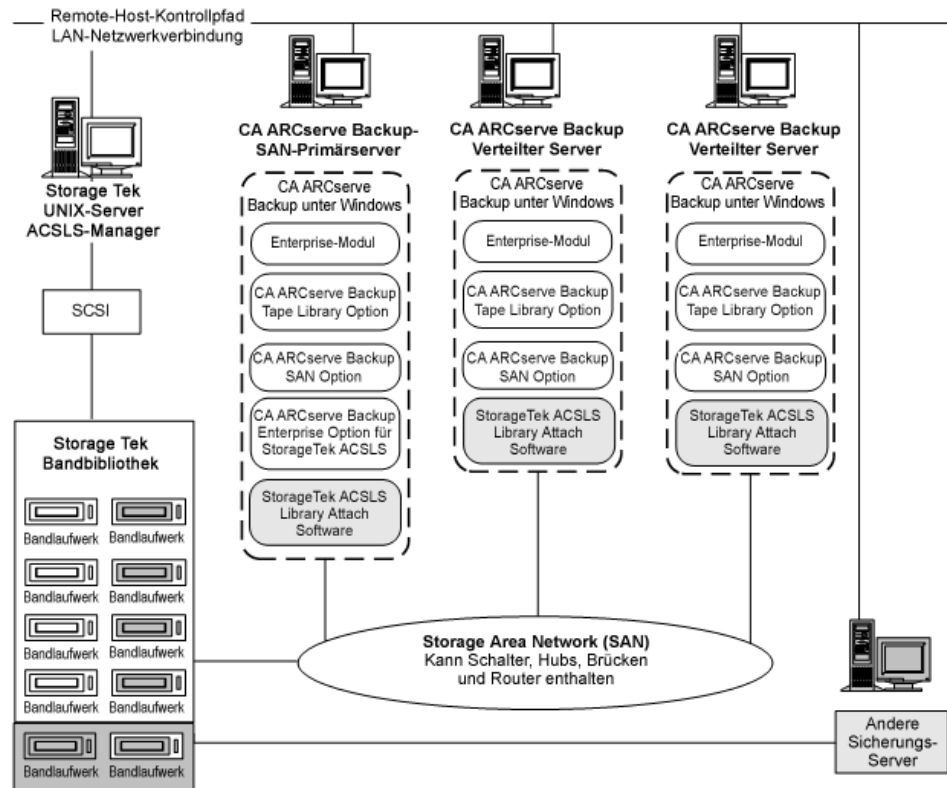 Remote-Host-Kontrollpfad
LAN-Netzwerkverbindung
Storage Tek
UNIX-Server
ACSLS-Manager
SCSI
Storage Tek
Bandbibliothek
Bandlaufwerk Bandlaufwerk
Bandlaufwerk Bandlaufwerk
Bandlaufwerk Bandlaufwerk
Bandlaufwerk Bandlaufwerk
Bandlaufwerk Bandlaufwerk
CA ARCserve Backup-
SAN-Primärserver
CA ARCserve
Backup unter Windows
Enterprise-Modul
CA ARCserve Backup
Tape Library Option
CA ARCserve Backup
SAN Option
CA ARCserve Backup
Enterprise Option für
StorageTek ACSLS
StorageTek ACSLS
Library Attach
Software
CA ARCserve Backup
Verteilter Server
CA ARCserve
Backup unter Windows
Enterprise-Modul
CA ARCserve Backup
Tape Library Option
CA ARCserve Backup
SAN Option
StorageTek ACSLS
Library Attach
Software
CA ARCserve Backup
Verteilter Server
CA ARCserve
Backup unter Windows
Enterprise-Modul
CA ARCserve Backup
Tape Library Option
CA ARCserve Backup
SAN Option
StorageTek ACSLS
Library Attach
Software
Storage Area Network (SAN)
Kann Schalter, Hubs, Brücken
und Router enthalten
Andere
Sicherungs-
Server